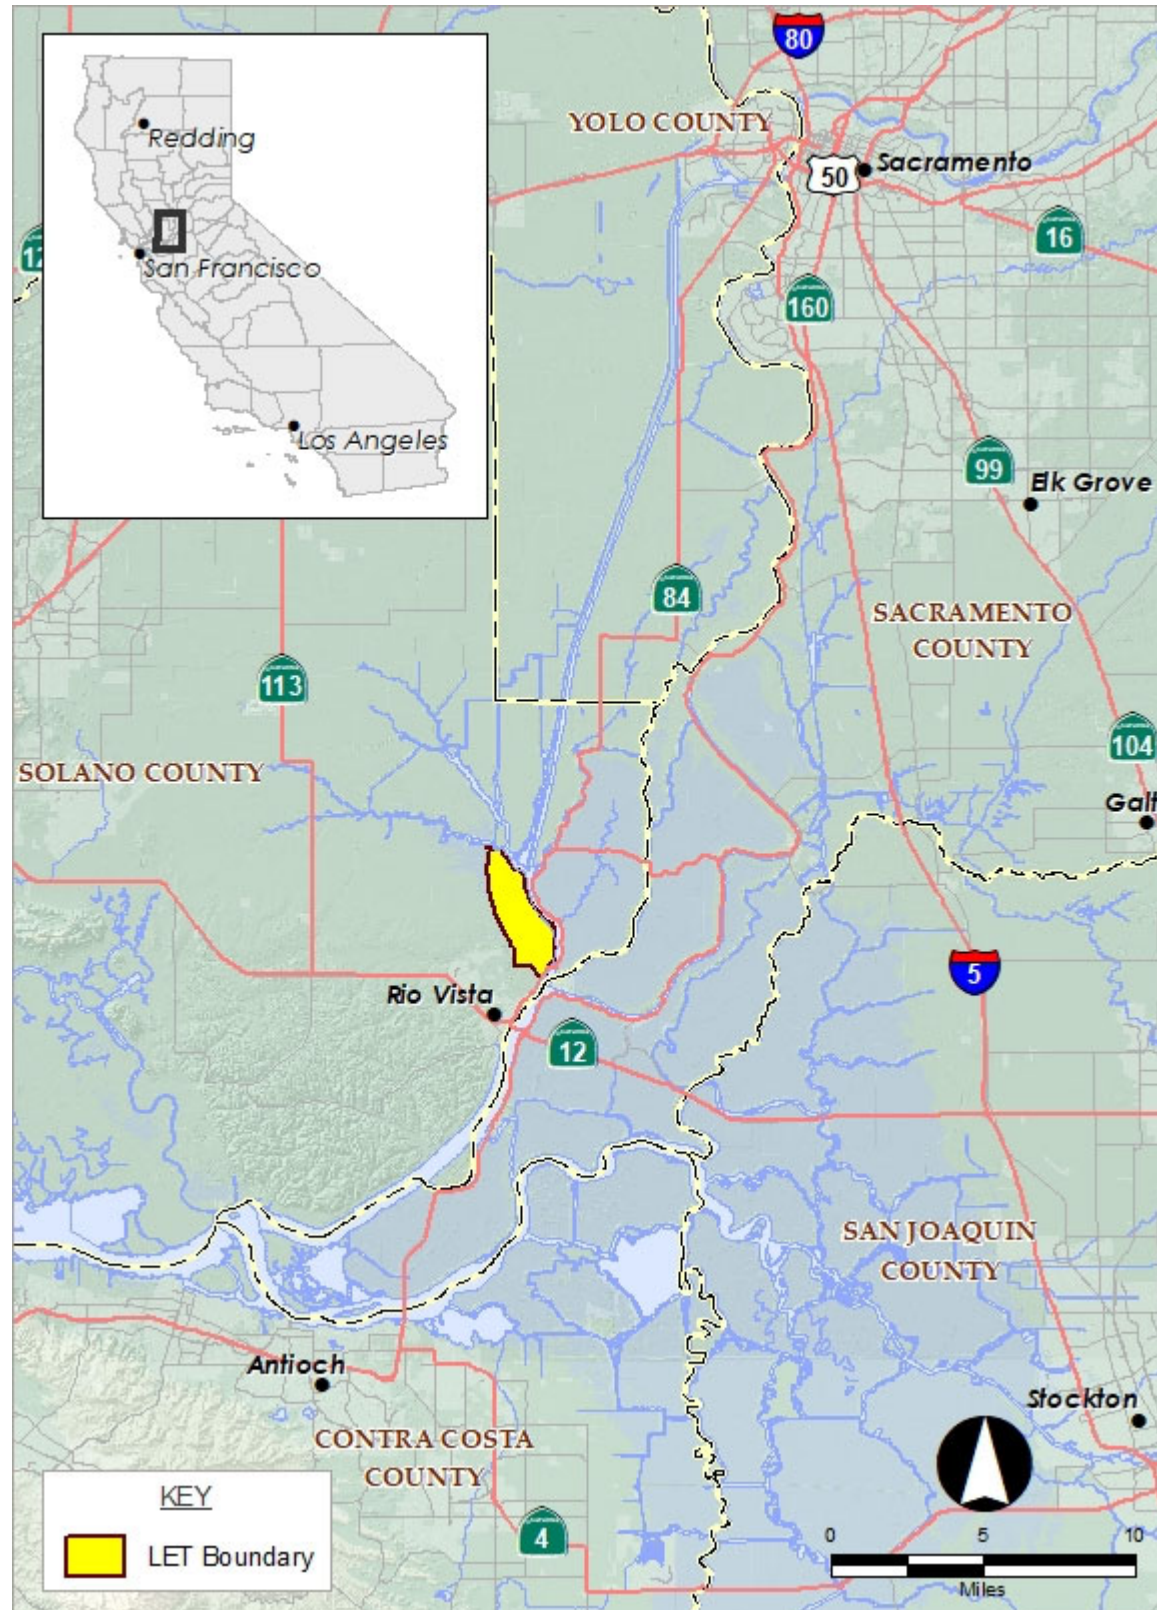 80
YOLO COUNTY
Redding
Sacramento
50
16
12
San Francisco
160
Los Angeles
99
Elk Grove
84
SACRAMENTO
COUNTY
113
104
SOLANO COUNTY
Galt
5
Rio Vista
12
SAN JOAQUIN
COUNTY
Antioch
Stockton
CONTRA COSTA
COUNTY
KEY
LET Boundary
4
0 5 10
Miles